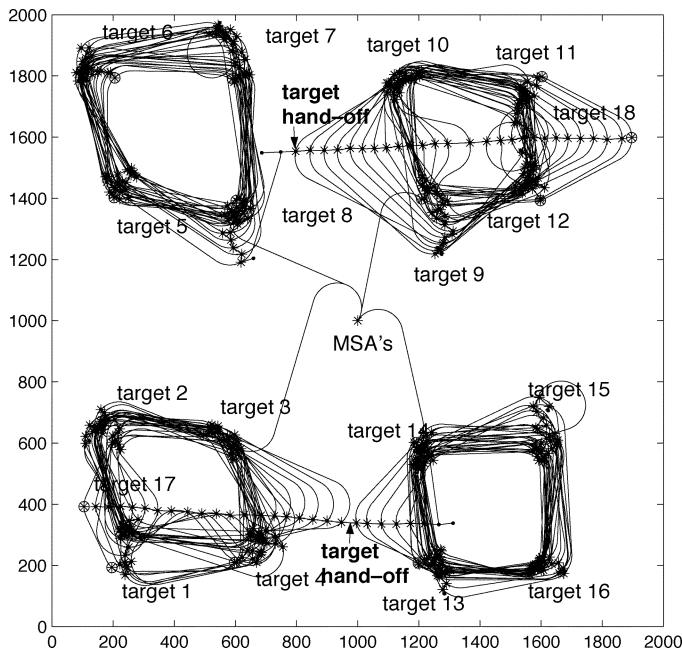 2000
target 6
target 7
target 10
target 11
1800
target
hand–off
target 18
1600
1400
target 5
target 8
target 12
1200
target 9
1000
MSA's
800
target 2
target 3
target 15
600
target 14
target 17
400
200
target
hand–off
target 4
target 1
target 13
target 16
0
0 200 400 600 800 1000 1200 1400 1600 1800 2000